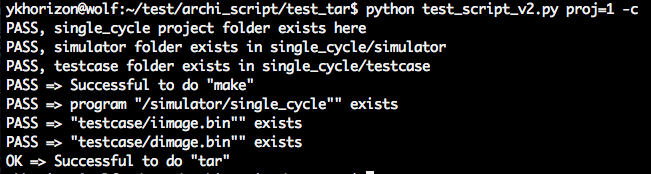 ykhorizon@wolf:~/test/archi_script/test_tar$ python test_script_v2.py proj=1 -c
PASS, single_cycle project folder exists here
PASS, simulator folder exists in single_cycle/simulator
PASS, testcase folder exists in single_cycle/testcase
PASS => Successful to do "make"
PASS => program "/simulator/single_cycle"" exists
PASS => "testcase/iimage.bin"" exists
PASS => "testcase/dimage.bin"" exists
OK => Successful to do "tar"